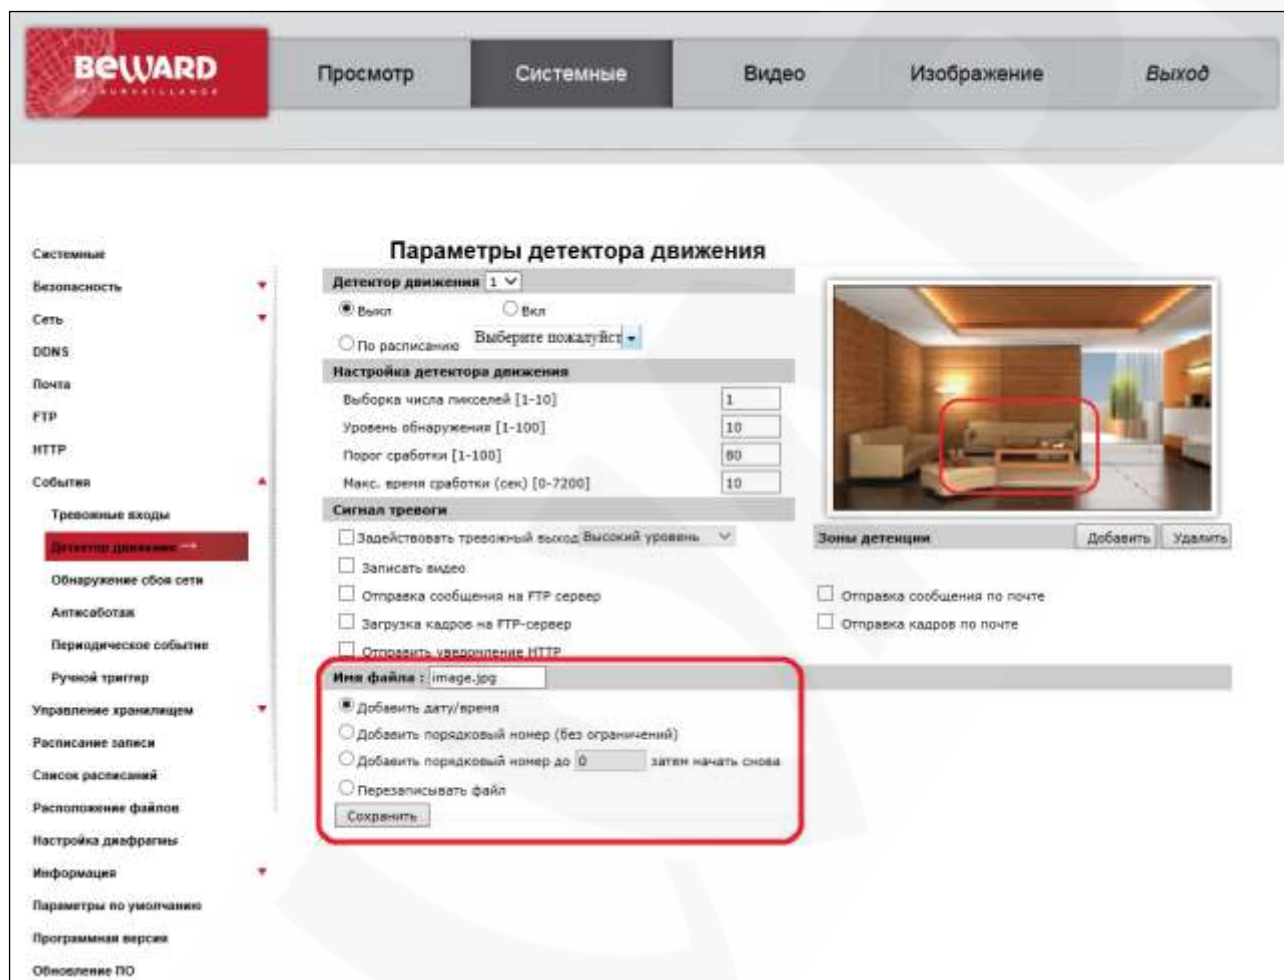 BEWARD
IP SURVEILLANCE
Просмотр
Системные
Видео
Изображение
Выход
Системные
Безопасность
Сеть
DDNS
Почта
FTP
HTTP
События
Тревожные входы
Детектор движения
Обнаружение сбоя сети
Антисаботаж
Периодическое событие
Ручной триггер
Управление хранилищем
Расписание записи
Список расписаний
Расположение файлов
Настройка диафрагмы
Информация
Параметры по умолчанию
Программная версия
Обновление ПО
Параметры детектора движения
Детектор движения 1
Выкл Вкл
По расписанию Выберите пожалуйст
Настройка детектора движения
Выборка числа пикселей [1-10] 1
Уровень обнаружения [1-100] 10
Порог сработки [1-100] 80
Макс. время сработки (сек) [0-7200] 10
Сигнал тревоги
Задействовать тревожный выход Высокий уровень
Записать видео
Отправка сообщения на FTP сервер
Загрузка кадров на FTP-сервер
Отправить уведомление HTTP
Зоны детекции Добавить Удалить
Отправка сообщения по почте
Отправка кадров по почте
Имя файла : image.jpg
Добавить дату/время
Добавить порядковый номер (без ограничений)
Добавить порядковый номер до 0 затем начать снова
Перезаписывать файл
Сохранить